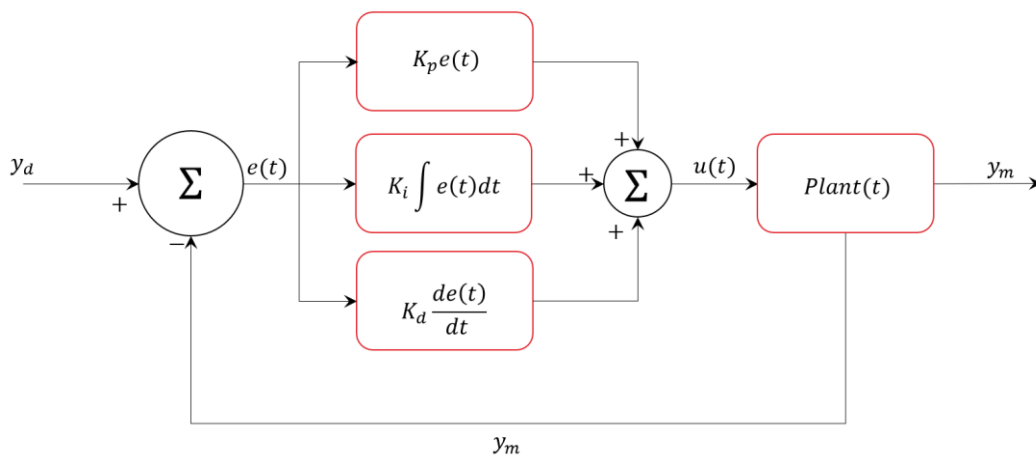 K_p e(t)
+
y_d
+
Σ
e(t)
K_i ∫ e(t)dt
+
Σ
u(t)
Plant(t)
y_m
−
+
K_d de(t)/dt
y_m